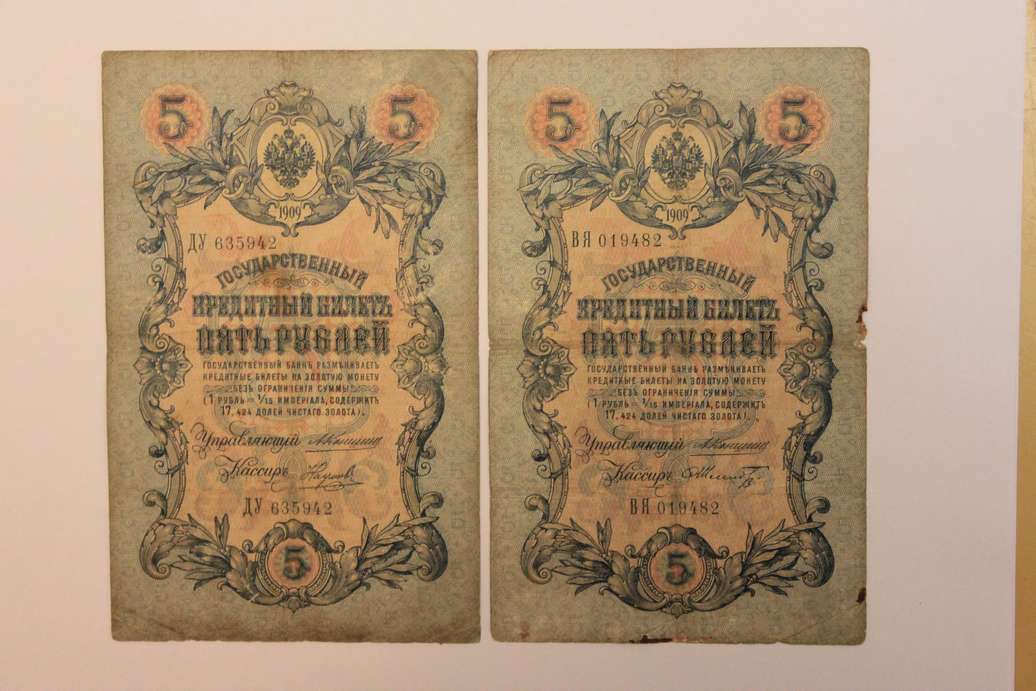 5 5
1909
ДУ 635942
ГОСУДАРСТВЕННЫЙ
КРЕДИТНЫЙ БИЛЕТЪ
ПЯТЬ РУБЛЕЙ
ГОСУДАРСТВЕННЫЙ БАНКЪ РАЗМѢНИВАЕТЪ
КРЕДИТНЫЕ БИЛЕТЫ НА ЗОЛОТУЮ МОНЕТУ
БЕЗЪ ОГРАНИЧЕНІЯ СУММЫ
(1 РУБЛЬ = 1/15 ИМПЕРІАЛА, СОДЕРЖИТЪ
17,424 ДОЛЕЙ ЧИСТАГО ЗОЛОТА).
Управляющій
Кассиръ
ДУ 635942
5
5 5
1909
ВЯ 019482
ГОСУДАРСТВЕННЫЙ
КРЕДИТНЫЙ БИЛЕТЪ
ПЯТЬ РУБЛЕЙ
ГОСУДАРСТВЕННЫЙ БАНКЪ РАЗМѢНИВАЕТЪ
КРЕДИТНЫЕ БИЛЕТЫ НА ЗОЛОТУЮ МОНЕТУ
БЕЗЪ ОГРАНИЧЕНІЯ СУММЫ
(1 РУБЛЬ = 1/15 ИМПЕРІАЛА, СОДЕРЖИТЪ
17,424 ДОЛЕЙ ЧИСТАГО ЗОЛОТА).
Управляющій
Кассиръ
ВЯ 019482
5